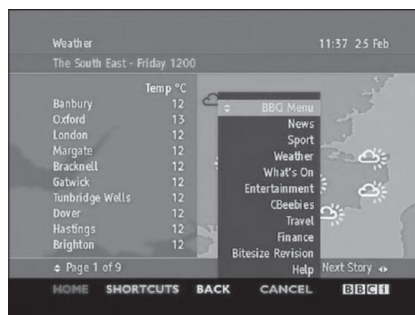 Weather 11:37 25 Feb
The South East - Friday 1200
Temp °C
Banbury 12
Oxford 13
London 12
Margate 12
Bracknell 12
Gatwick 12
Tunbridge Wells 12
Dover 12
Hastings 12
Brighton 12
BBC Menu
News
Sport
Weather
What's On
Entertainment
CBeebies
Travel
Finance
Bitesize Revision
Help
Page 1 of 9 Next Story
HOME SHORTCUTS BACK CANCEL BBCi